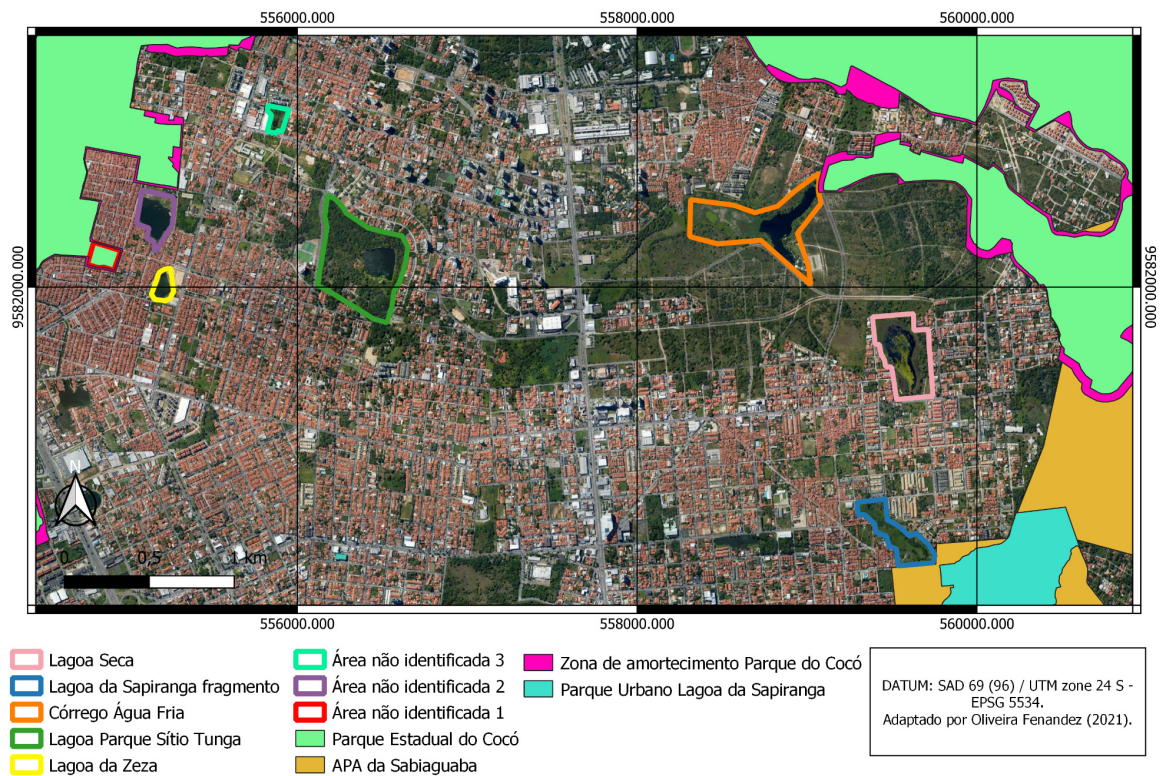 556000.000
558000.000
560000.000
9582000.000
9582000.000
N
0
0,5
1 km
556000.000
558000.000
560000.000
Lagoa Seca
Lagoa da Sapiranga fragmento
Córrego Água Fria
Lagoa Parque Sítio Tunga
Lagoa da Zeza
Área não identificada 3
Área não identificada 2
Área não identificada 1
Parque Estadual do Cocó
APA da Sabiaguaba
Zona de amortecimento Parque do Cocó
Parque Urbano Lagoa da Sapiranga
DATUM: SAD 69 (96) / UTM zone 24 S -
EPSG 5534.
Adaptado por Oliveira Fenandez (2021).